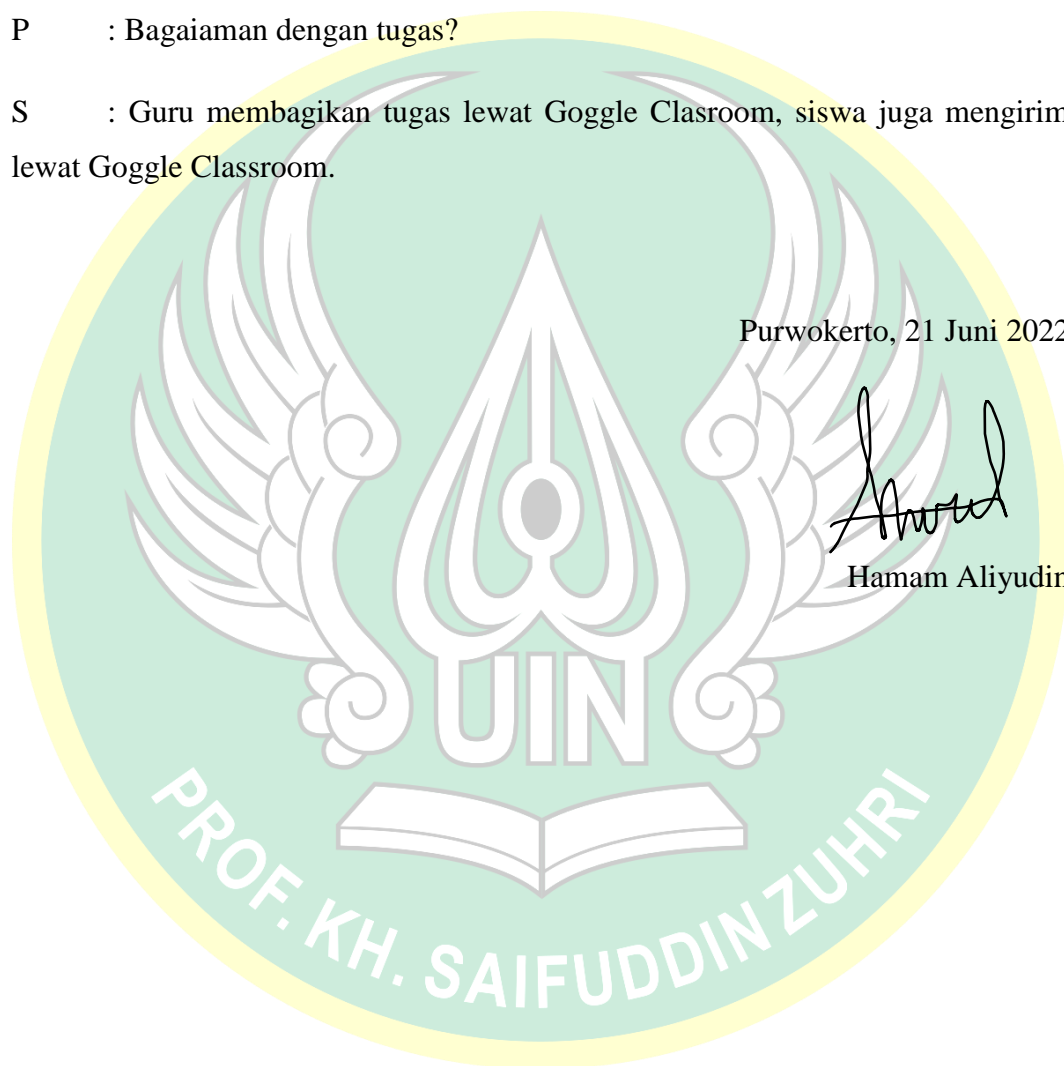 P : Bagaiaman dengan tugas?
S : Guru membagikan tugas lewat Goggle Clasroom, siswa juga mengirim
lewat Goggle Classroom.
Purwokerto, 21 Juni 2022
Hamam Aliyudin
UIN
PROF. KH. SAIFUDDIN ZUHRI